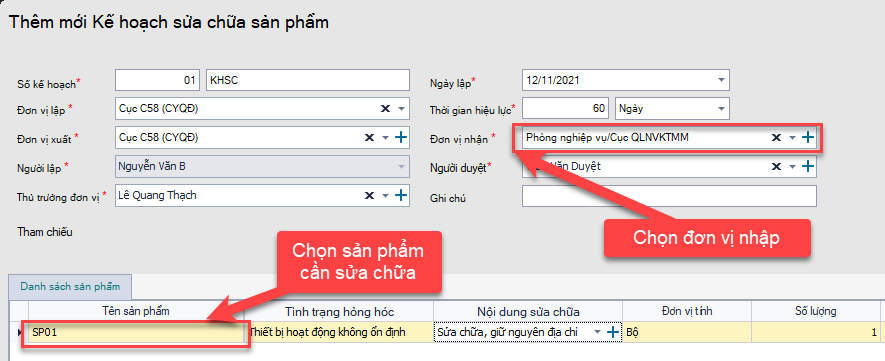 Thêm mới Kế hoạch sửa chữa sản phẩm
Số kế hoạch* 01 KHSC Ngày lập* 12/11/2021
Đơn vị lập * Cục C58 (CYQĐ) Thời gian hiệu lực* 60 Ngày
Đơn vị xuất * Cục C58 (CYQĐ) Đơn vị nhận * Phòng nghiệp vụ/Cục QLNVKTMM
Người lập * Nguyễn Văn B Người duyệt* Văn Duyệt
Thủ trưởng đơn vị * Lê Quang Thạch Ghi chú
Tham chiếu
Chọn đơn vị nhập
Chọn sản phẩm
cần sửa chữa
Danh sách sản phẩm
Tên sản phẩm Tình trạng hỏng hóc Nội dung sửa chữa Đơn vị tính Số lượng
SP01 Thiết bị hoạt động không ổn định Sửa chữa, giữ nguyên địa chỉ Bộ 1